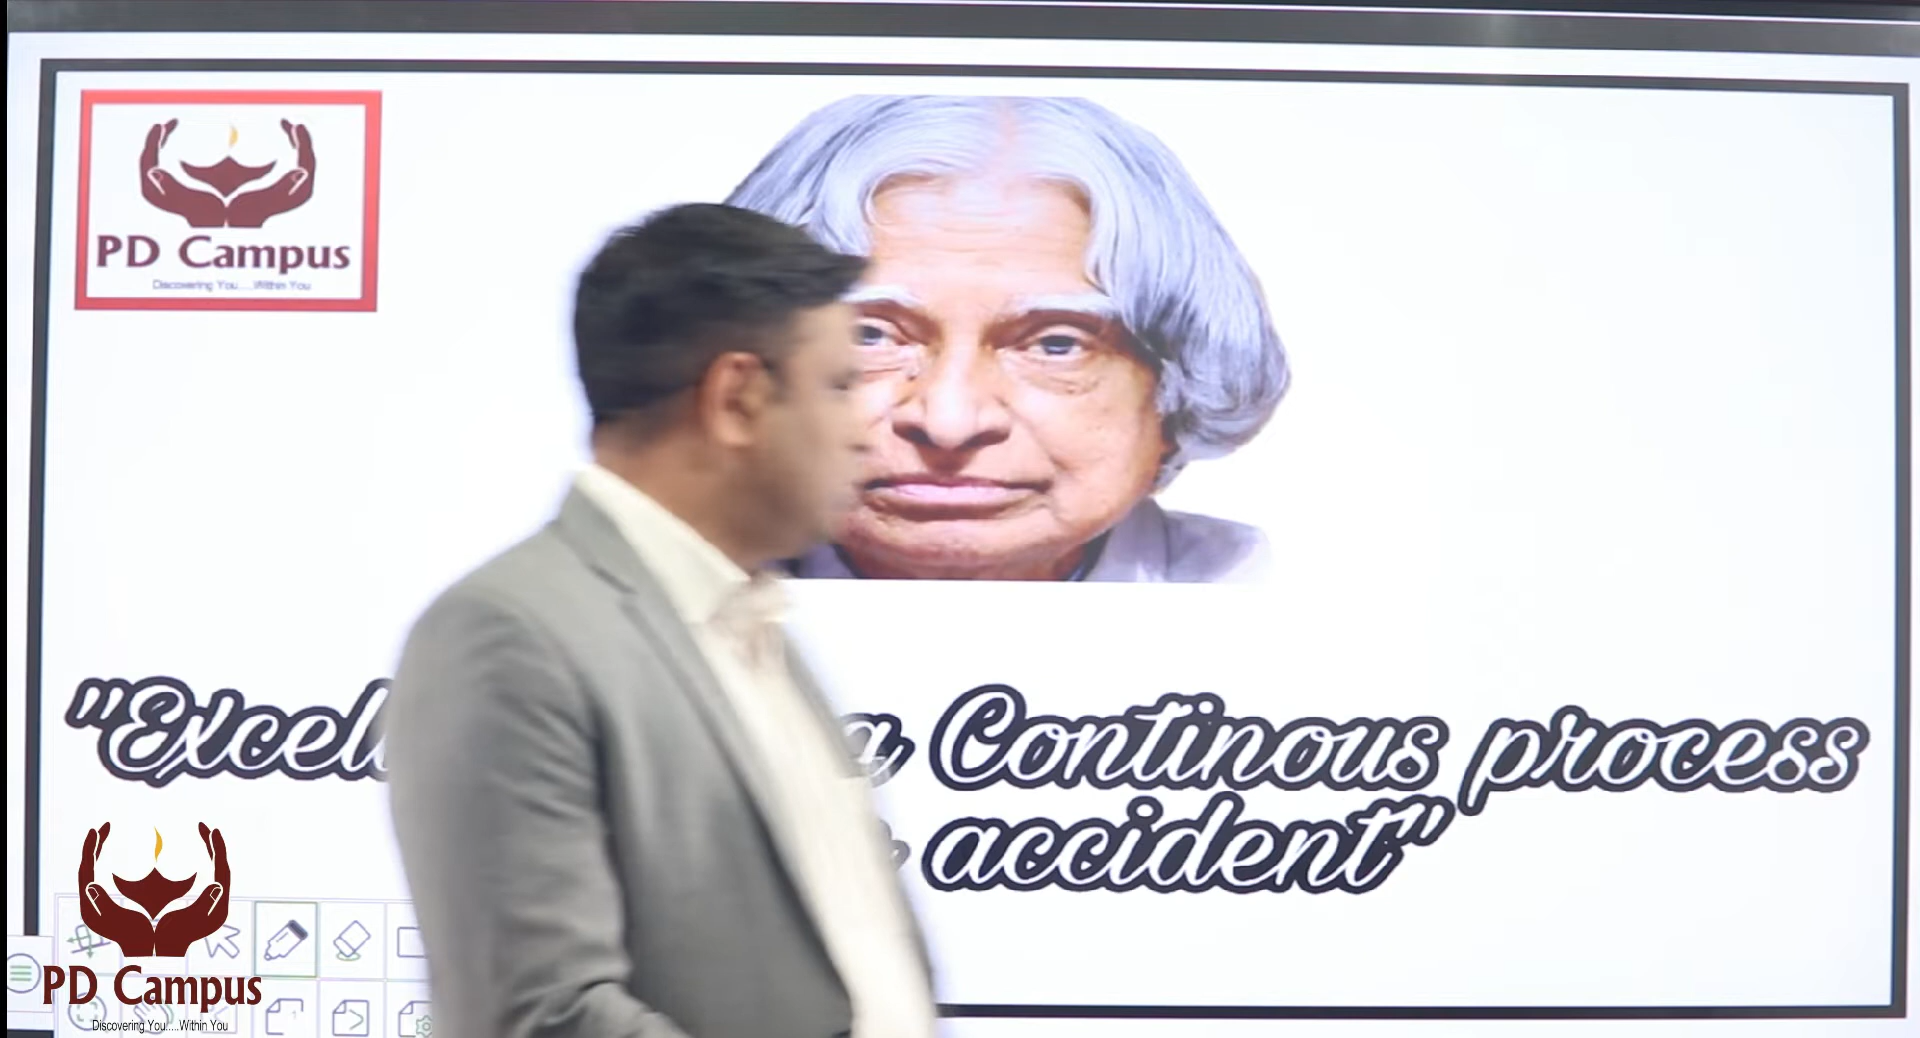 PD Campus
Discovering You....Within You
"Excel a Continous process
accident"
PD Campus
Discovering You.....Within You